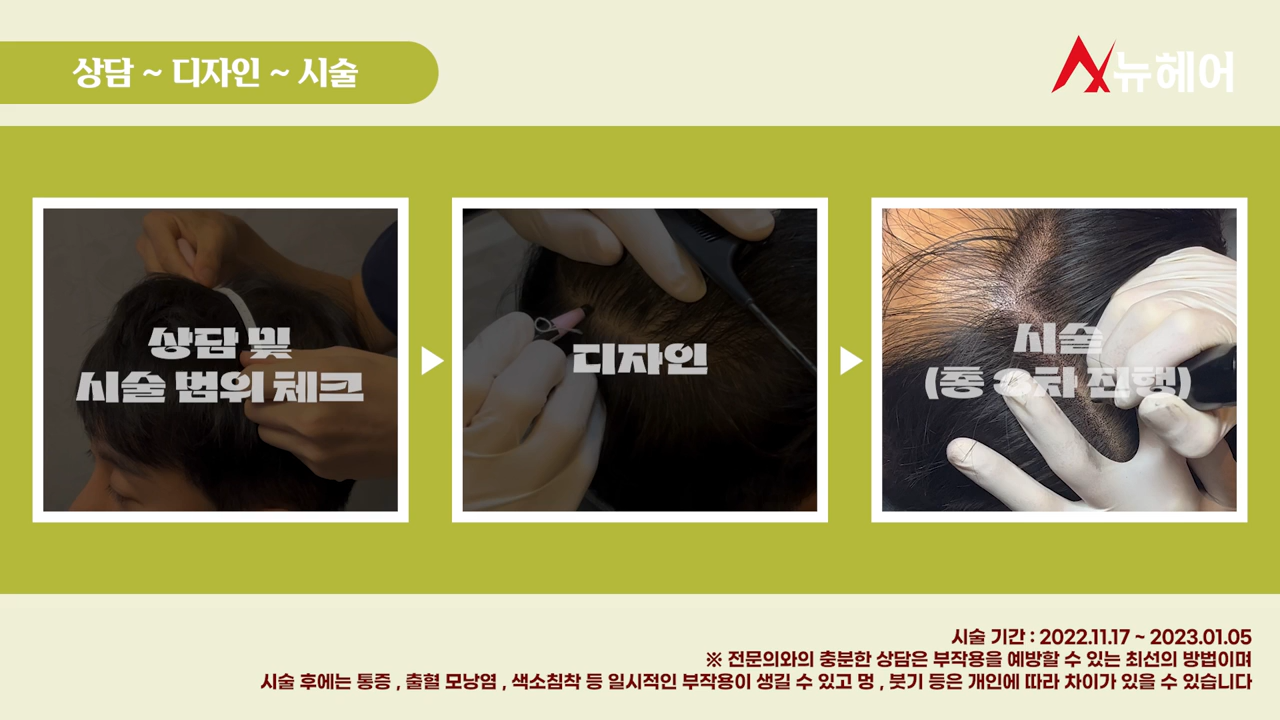 상담 ~ 디자인 ~ 시술
뉴헤어
상담 및
시술 범위 체크
디자인
시술
(총 차 진행)
시술 기간 : 2022.11.17 ~ 2023.01.05
※ 전문의와의 충분한 상담은 부작용을 예방할 수 있는 최선의 방법이며
시술 후에는 통증 , 출혈 모낭염 , 색소침착 등 일시적인 부작용이 생길 수 있고 멍 , 붓기 등은 개인에 따라 차이가 있을 수 있습니다